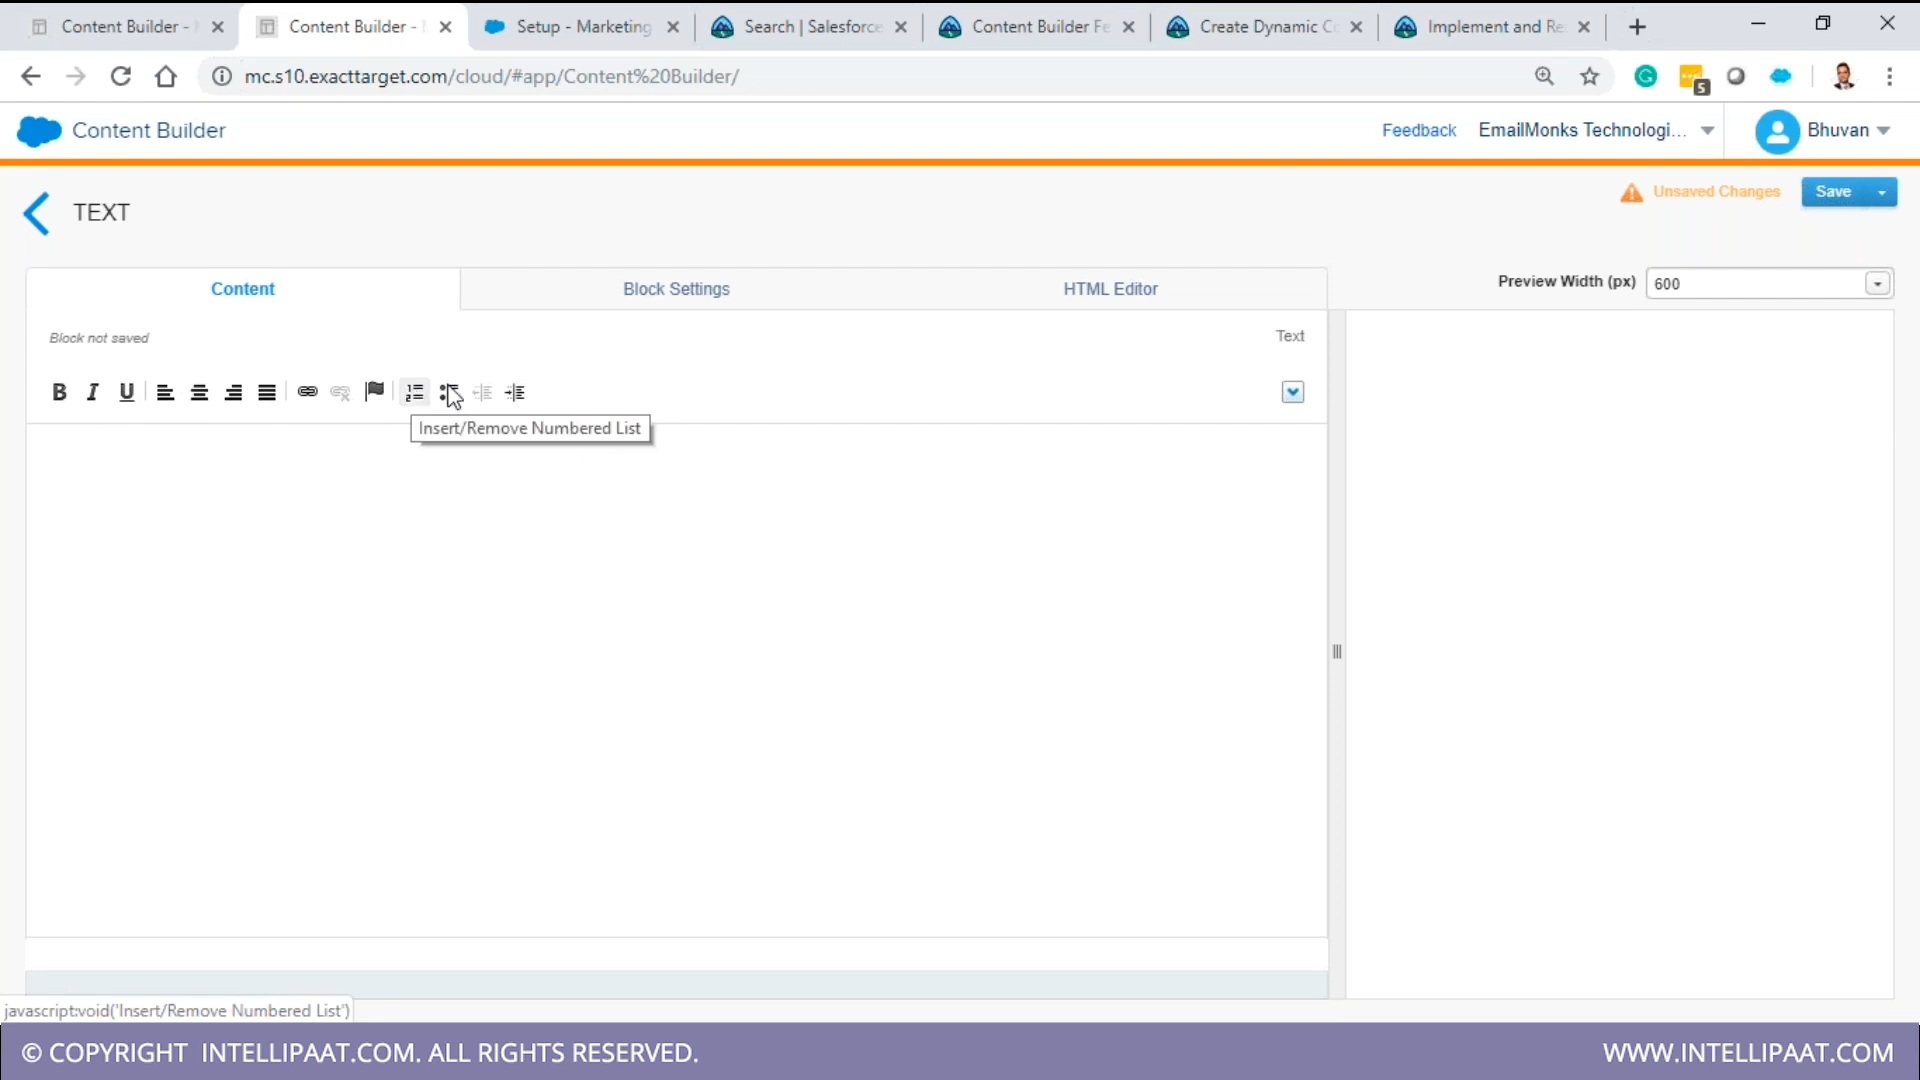 Content Builder -
Content Builder -
Setup - Marketing
Search | Salesforce
Content Builder Fe
Create Dynamic Co
Implement and Re
mc.s10.exacttarget.com/cloud/#app/Content%20Builder/
5
Content Builder
Feedback
EmailMonks Technologi...
Bhuvan
TEXT
Unsaved Changes
Save
Content
Block Settings
HTML Editor
Preview Width (px)
600
Block not saved
Text
B I U
Insert/Remove Numbered List
javascript:void('Insert/Remove Numbered List')
© COPYRIGHT INTELLIPAAT.COM. ALL RIGHTS RESERVED.
WWW.INTELLIPAAT.COM